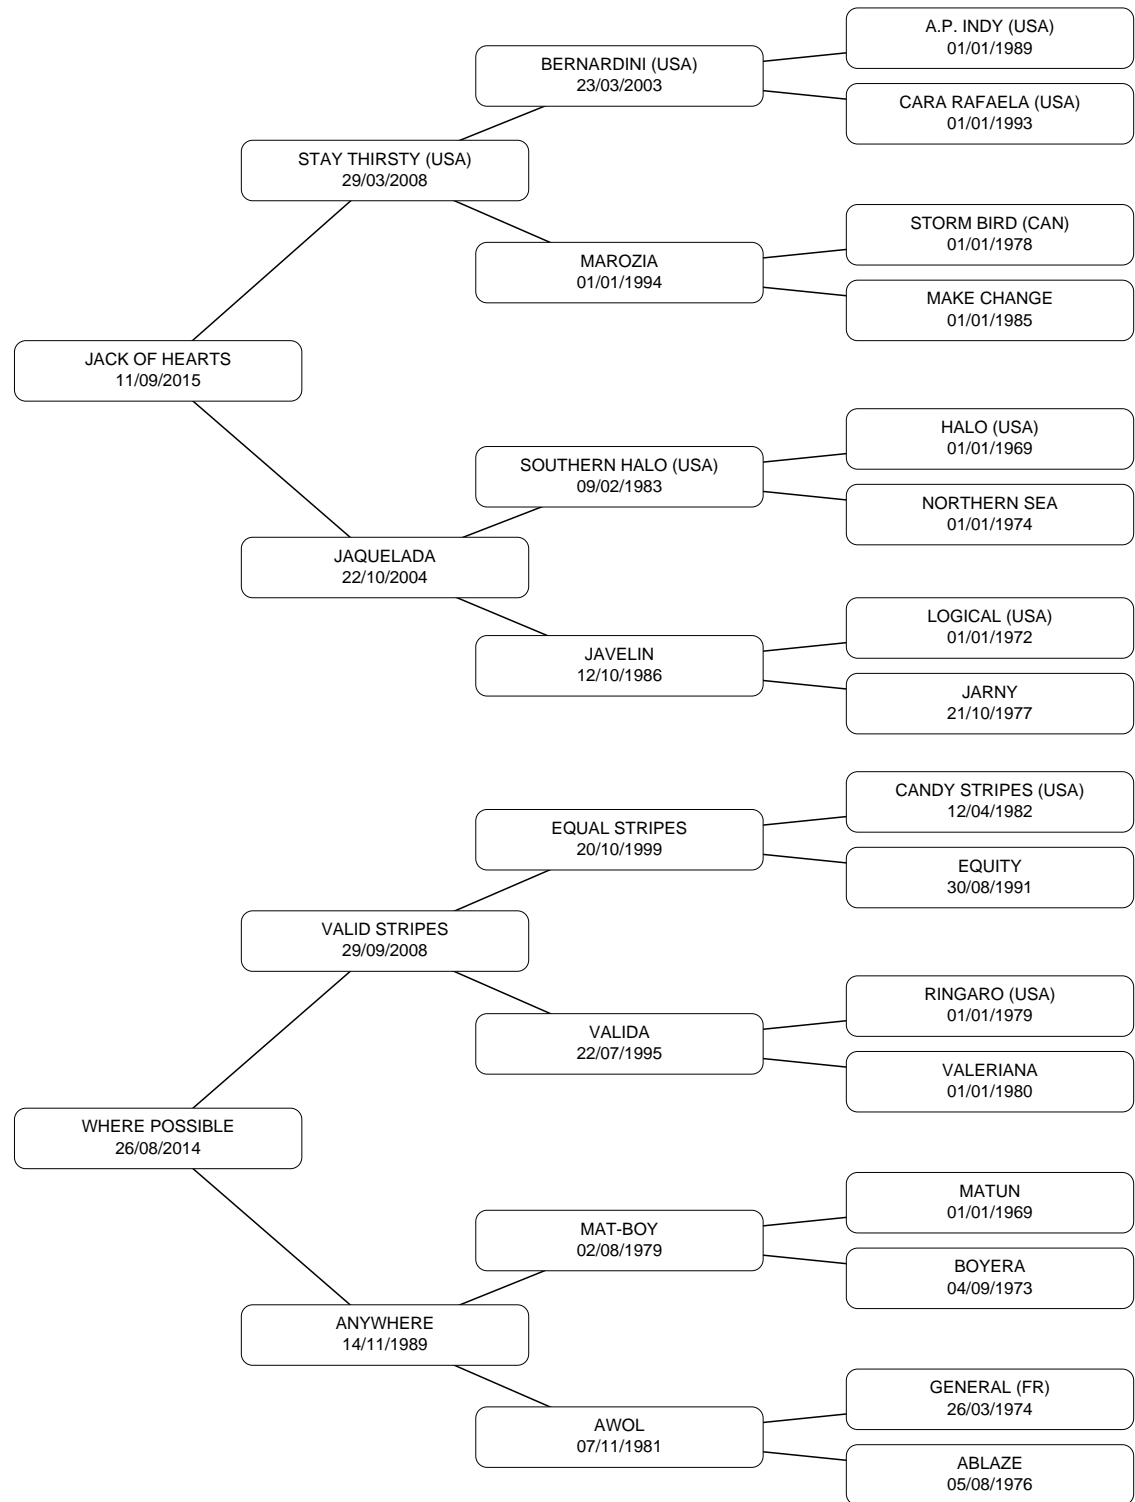 A.P. INDY (USA)
01/01/1989
BERNARDINI (USA)
23/03/2003
CARA RAFAELA (USA)
01/01/1993
STAY THIRSTY (USA)
29/03/2008
STORM BIRD (CAN)
01/01/1978
MAROZIA
01/01/1994
MAKE CHANGE
01/01/1985
JACK OF HEARTS
11/09/2015
HALO (USA)
01/01/1969
SOUTHERN HALO (USA)
09/02/1983
NORTHERN SEA
01/01/1974
JAQUELADA
22/10/2004
LOGICAL (USA)
01/01/1972
JAVELIN
12/10/1986
JARNY
21/10/1977
CANDY STRIPES (USA)
12/04/1982
EQUAL STRIPES
20/10/1999
EQUITY
30/08/1991
VALID STRIPES
29/09/2008
RINGARO (USA)
01/01/1979
VALIDA
22/07/1995
VALERIANA
01/01/1980
WHERE POSSIBLE
26/08/2014
MATUN
01/01/1969
MAT-BOY
02/08/1979
BOYERA
04/09/1973
ANYWHERE
14/11/1989
GENERAL (FR)
26/03/1974
AWOL
07/11/1981
ABLAZE
05/08/1976